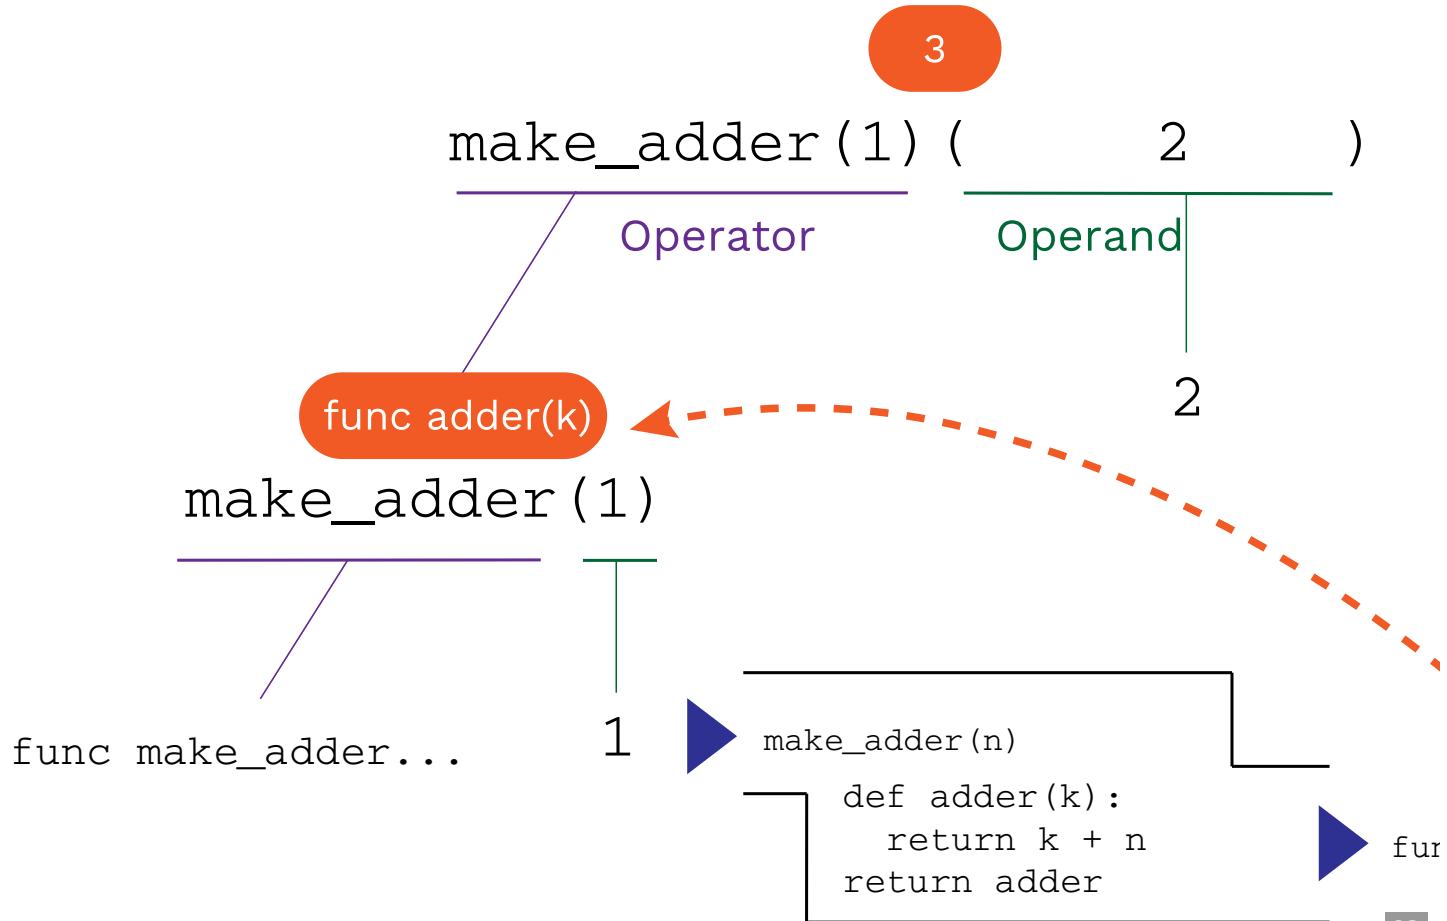 3
make_adder(1)( 2 )
Operator Operand
2
func adder(k)
make_adder(1)
func make_adder... 1
make_adder(n)
def adder(k):
return k + n
return adder